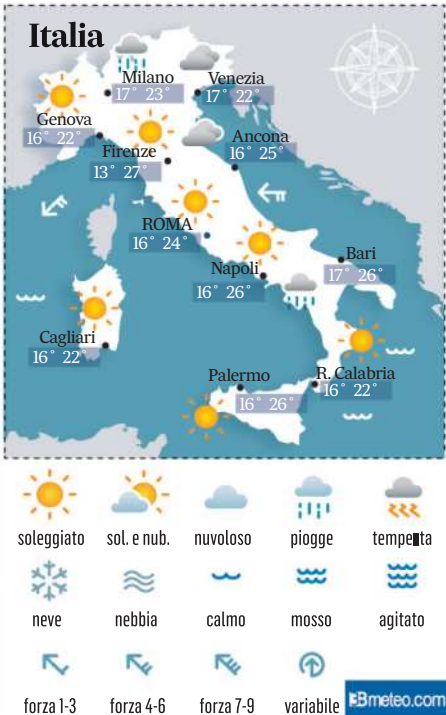 Italia
Milano
17° 23°
Venezia
17° 22°
Genova
16° 22°
Firenze
13° 27°
Ancona
16° 25°
ROMA
16° 24°
Napoli
16° 26°
Bari
17° 26°
Cagliari
16° 22°
Palermo
16° 26°
R. Calabria
16° 22°
soleggiato sol. e nub. nuvoloso piogge tempe ta
neve nebbia calmo mosso agitato
forza 1-3 forza 4-6 forza 7-9 variabile
3Bmeteo.com